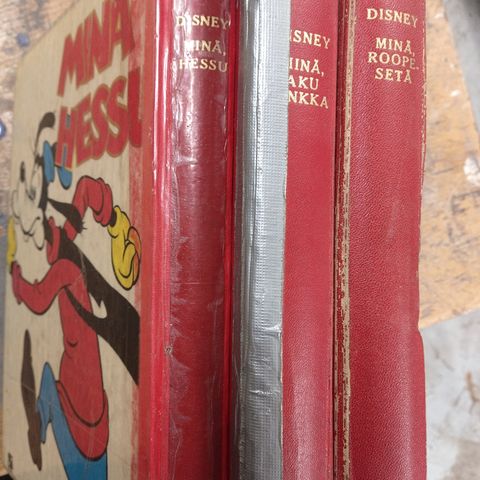 MINÄ
HESSU
DISNEY
MINÄ,
HESSU
DISNEY
MINÄ,
AKU
ANKKA
DISNEY
MINÄ,
ROOPE-
SETÄ